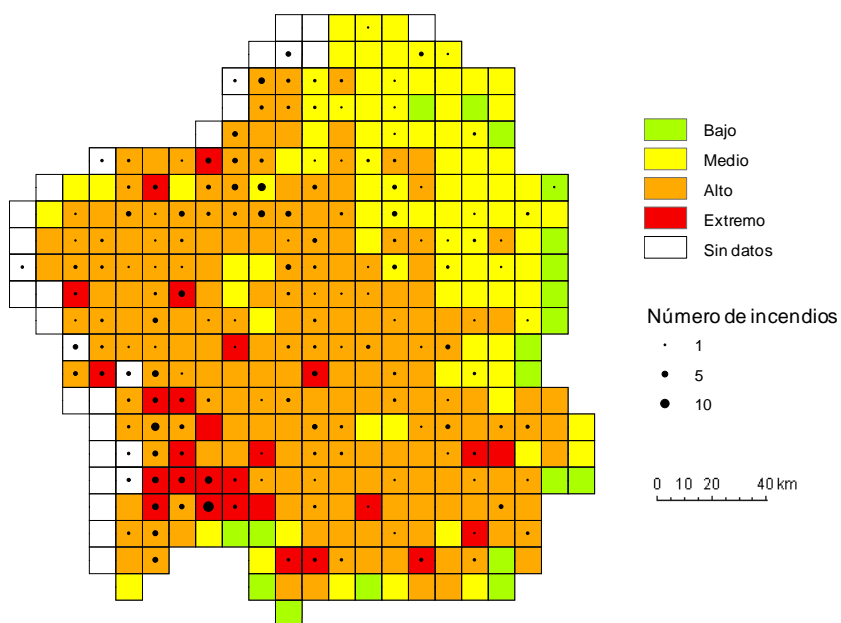 Bajo
Medio
Alto
Extremo
Sin datos
Número de incendios
1
5
10
0 10 20 40 km